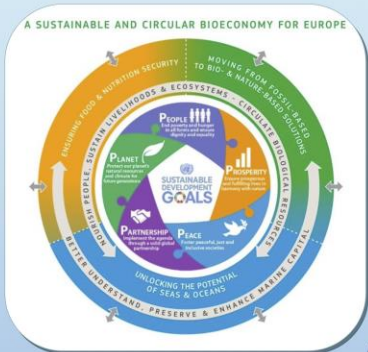 A SUSTAINABLE AND CIRCULAR BIOECONOMY FOR EUROPE
ENSURING FOOD & NUTRITION SECURITY
MOVING FROM FOSSIL-BASED
TO BIO- & NATURE-BASED SOLUTIONS
NOURISH PEOPLE, SUSTAIN LIVELIHOODS & ECOSYSTEMS - CIRCULATE BIOLOGICAL RESOURCES
PEOPLE
End poverty and hunger
in all forms and ensure
dignity and equality
PLANET
Protect our planet's
natural resources
and climate for
future generations
PROSPERITY
Ensure prosperous
and fulfilling lives in
harmony with nature
SUSTAINABLE
DEVELOPMENT
GOALS
PARTNERSHIP
Implement the agenda
through a solid global
partnership
PEACE
Foster peaceful, just and
inclusive societies
UNLOCKING THE POTENTIAL
OF SEAS & OCEANS
BETTER UNDERSTAND, PRESERVE & ENHANCE MARINE CAPITAL